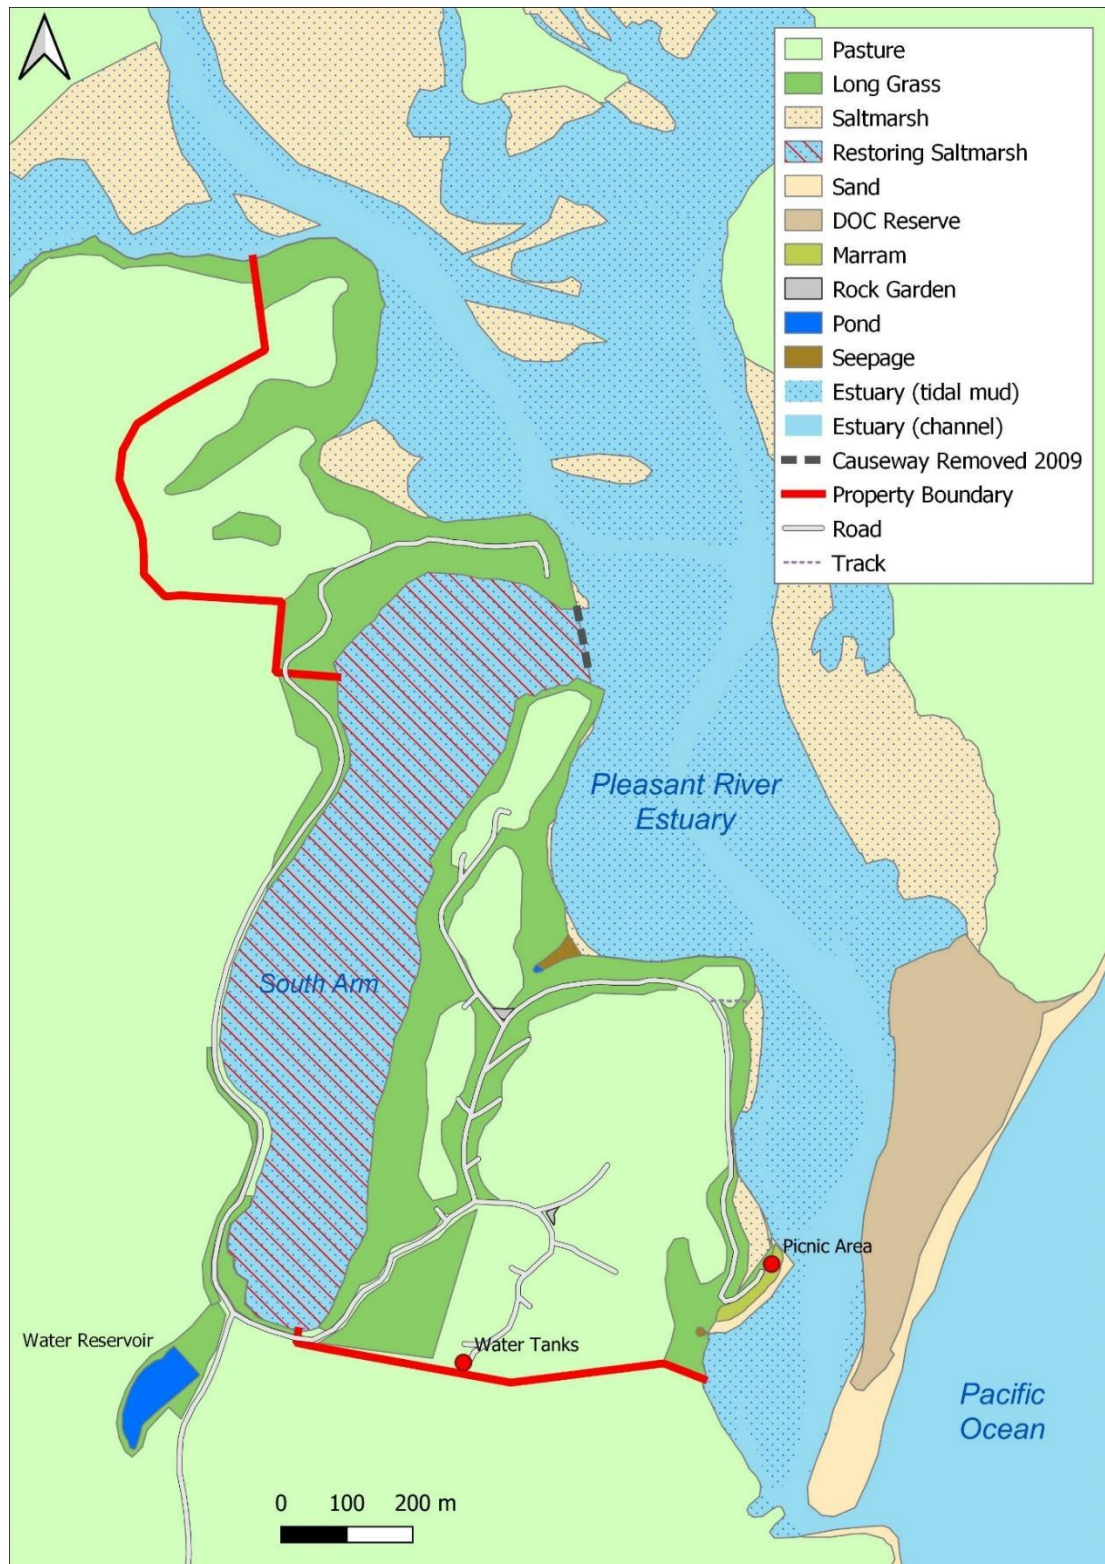 Pasture
Long Grass
Saltmarsh
Restoring Saltmarsh
Sand
DOC Reserve
Marram
Rock Garden
Pond
Seepage
Estuary (tidal mud)
Estuary (channel)
Causeway Removed 2009
Property Boundary
Road
Track
Pleasant River
Estuary
South Arm
Picnic Area
Water Reservoir
Water Tanks
Pacific
Ocean
0 100 200 m